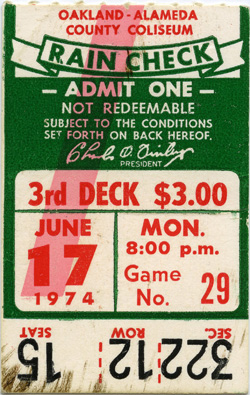 OAKLAND-ALAMEDA
COUNTY COLISEUM
RAIN CHECK
— ADMIT ONE —
NOT REDEEMABLE
SUBJECT TO THE CONDITIONS
SET FORTH ON BACK HEREOF.
Charles O. Finley
PRESIDENT
3rd DECK $3.00
JUNE
17
1974
MON.
8:00 p.m.
Game
No. 29
SEC. ROW SEAT
322 12 15